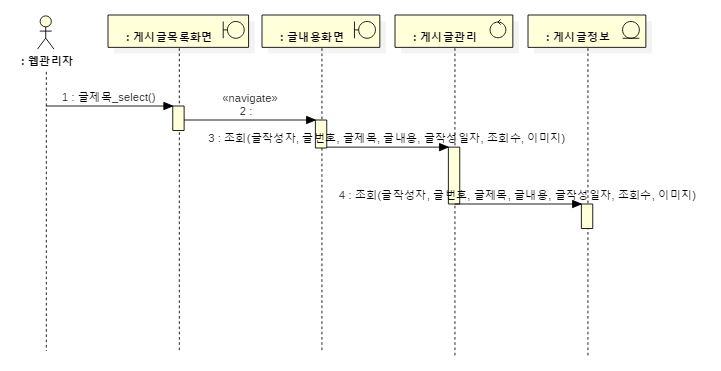 : 웹관리자
: 게시글목록화면
: 글내용화면
: 게시글관리
: 게시글정보
1 : 글제목_select()
«navigate»
2 :
3 : 조회(글작성자, 글번호, 글제목, 글내용, 글작성일자, 조회수, 이미지)
4 : 조회(글작성자, 글번호, 글제목, 글내용, 글작성일자, 조회수, 이미지)